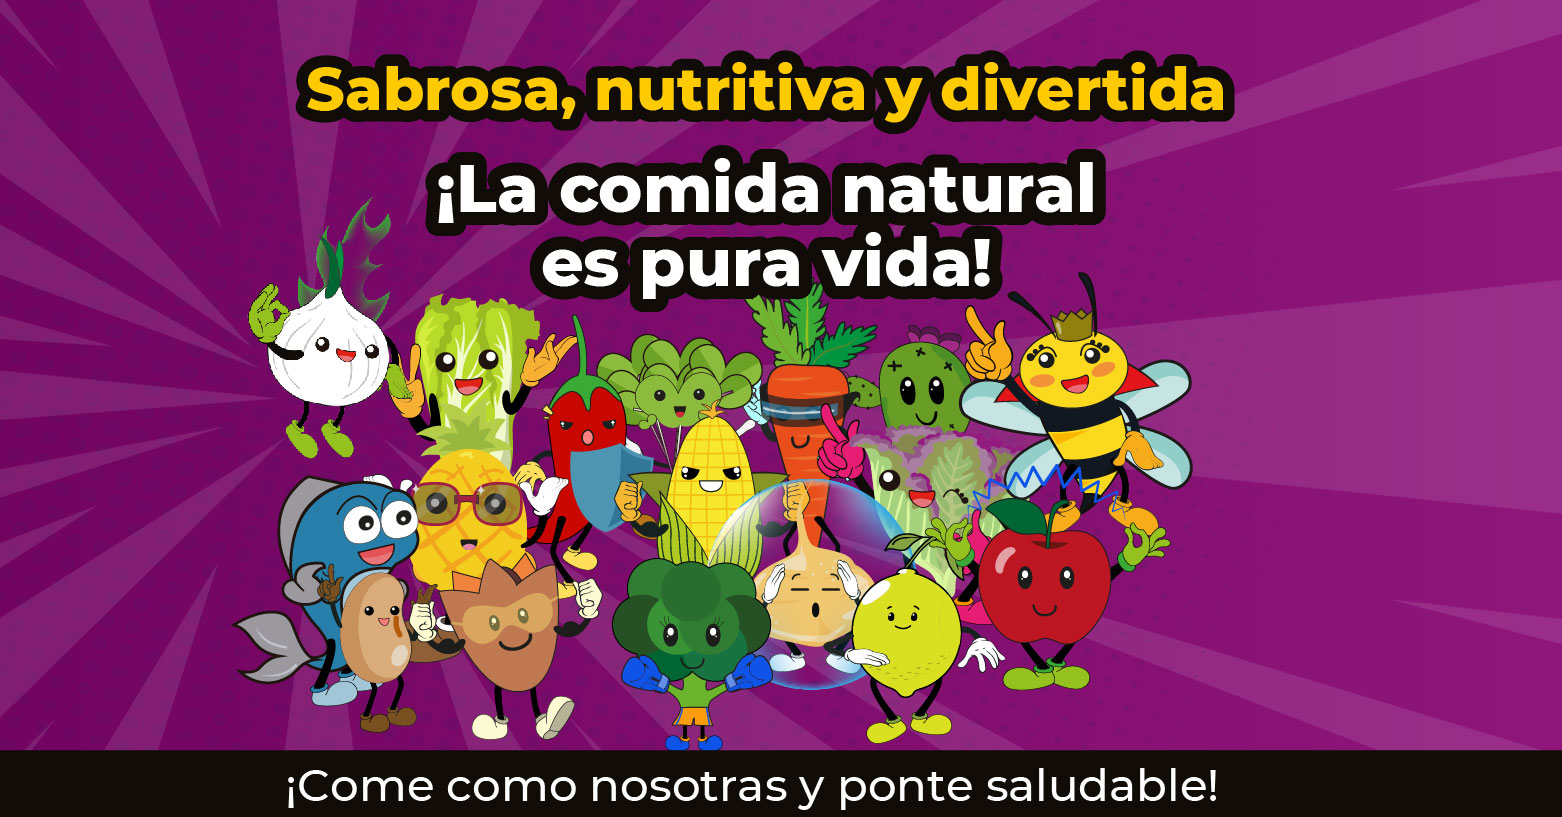 Sabrosa, nutritiva y divertida
¡La comida natural
es pura vida!
¡Come como nosotras y ponte saludable!